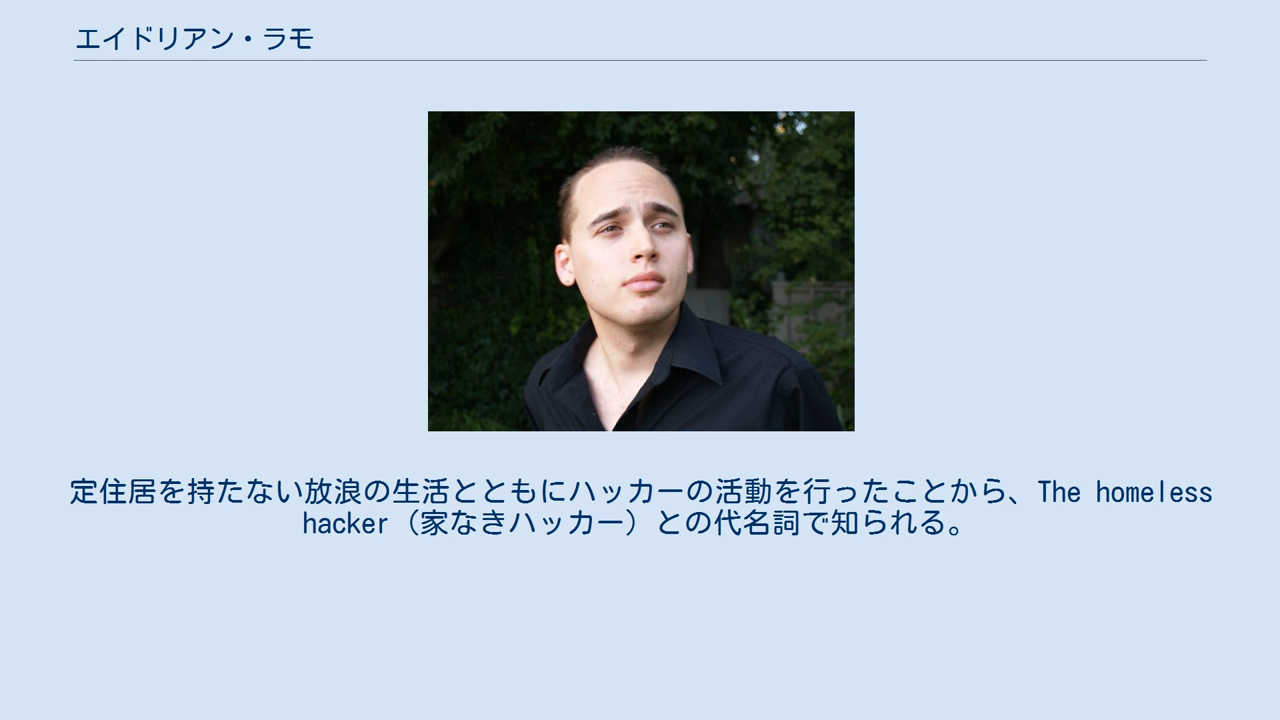 エイドリアン・ラモ
定住居を持たない放浪の生活とともにハッカーの活動を行ったことから、The homeless
hacker（家なきハッカー）との代名詞で知られる。